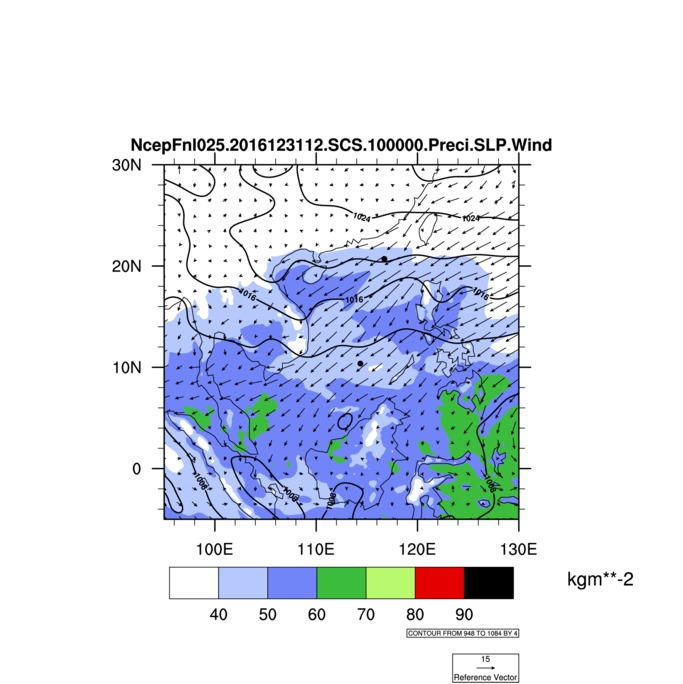 NcepFnl025.2016123112.SCS.100000.Preci.SLP.Wind
30N
1024
1024
20N
1016
1016
1016
10N
0
1008
1008
1008
1008
100E 110E 120E 130E
kgm**-2
40 50 60 70 80 90
CONTOUR FROM 948 TO 1084 BY 4
15
Reference Vector